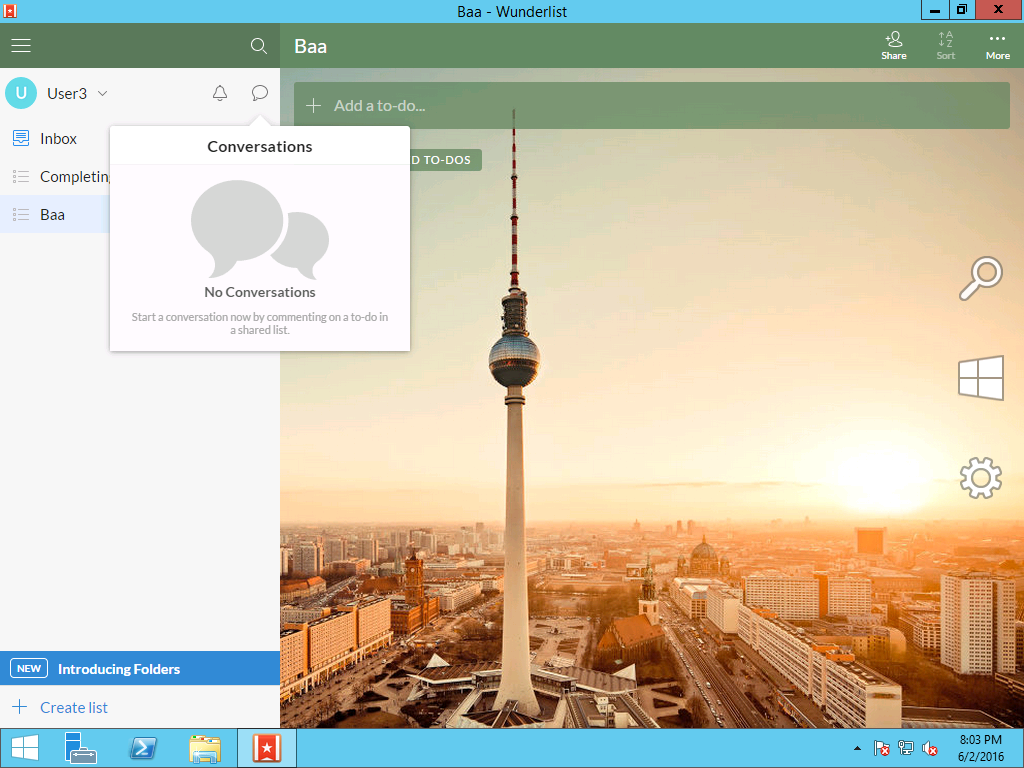 Baa - Wunderlist
Baa
Share
Sort
More
U
User3
Add a to-do...
Inbox
Conversations
D TO-DOS
Baa
No Conversations
Start a conversation now by commenting on a to-do in
a shared list.
NEW Introducing Folders
Create list
8:03 PM
6/2/2016